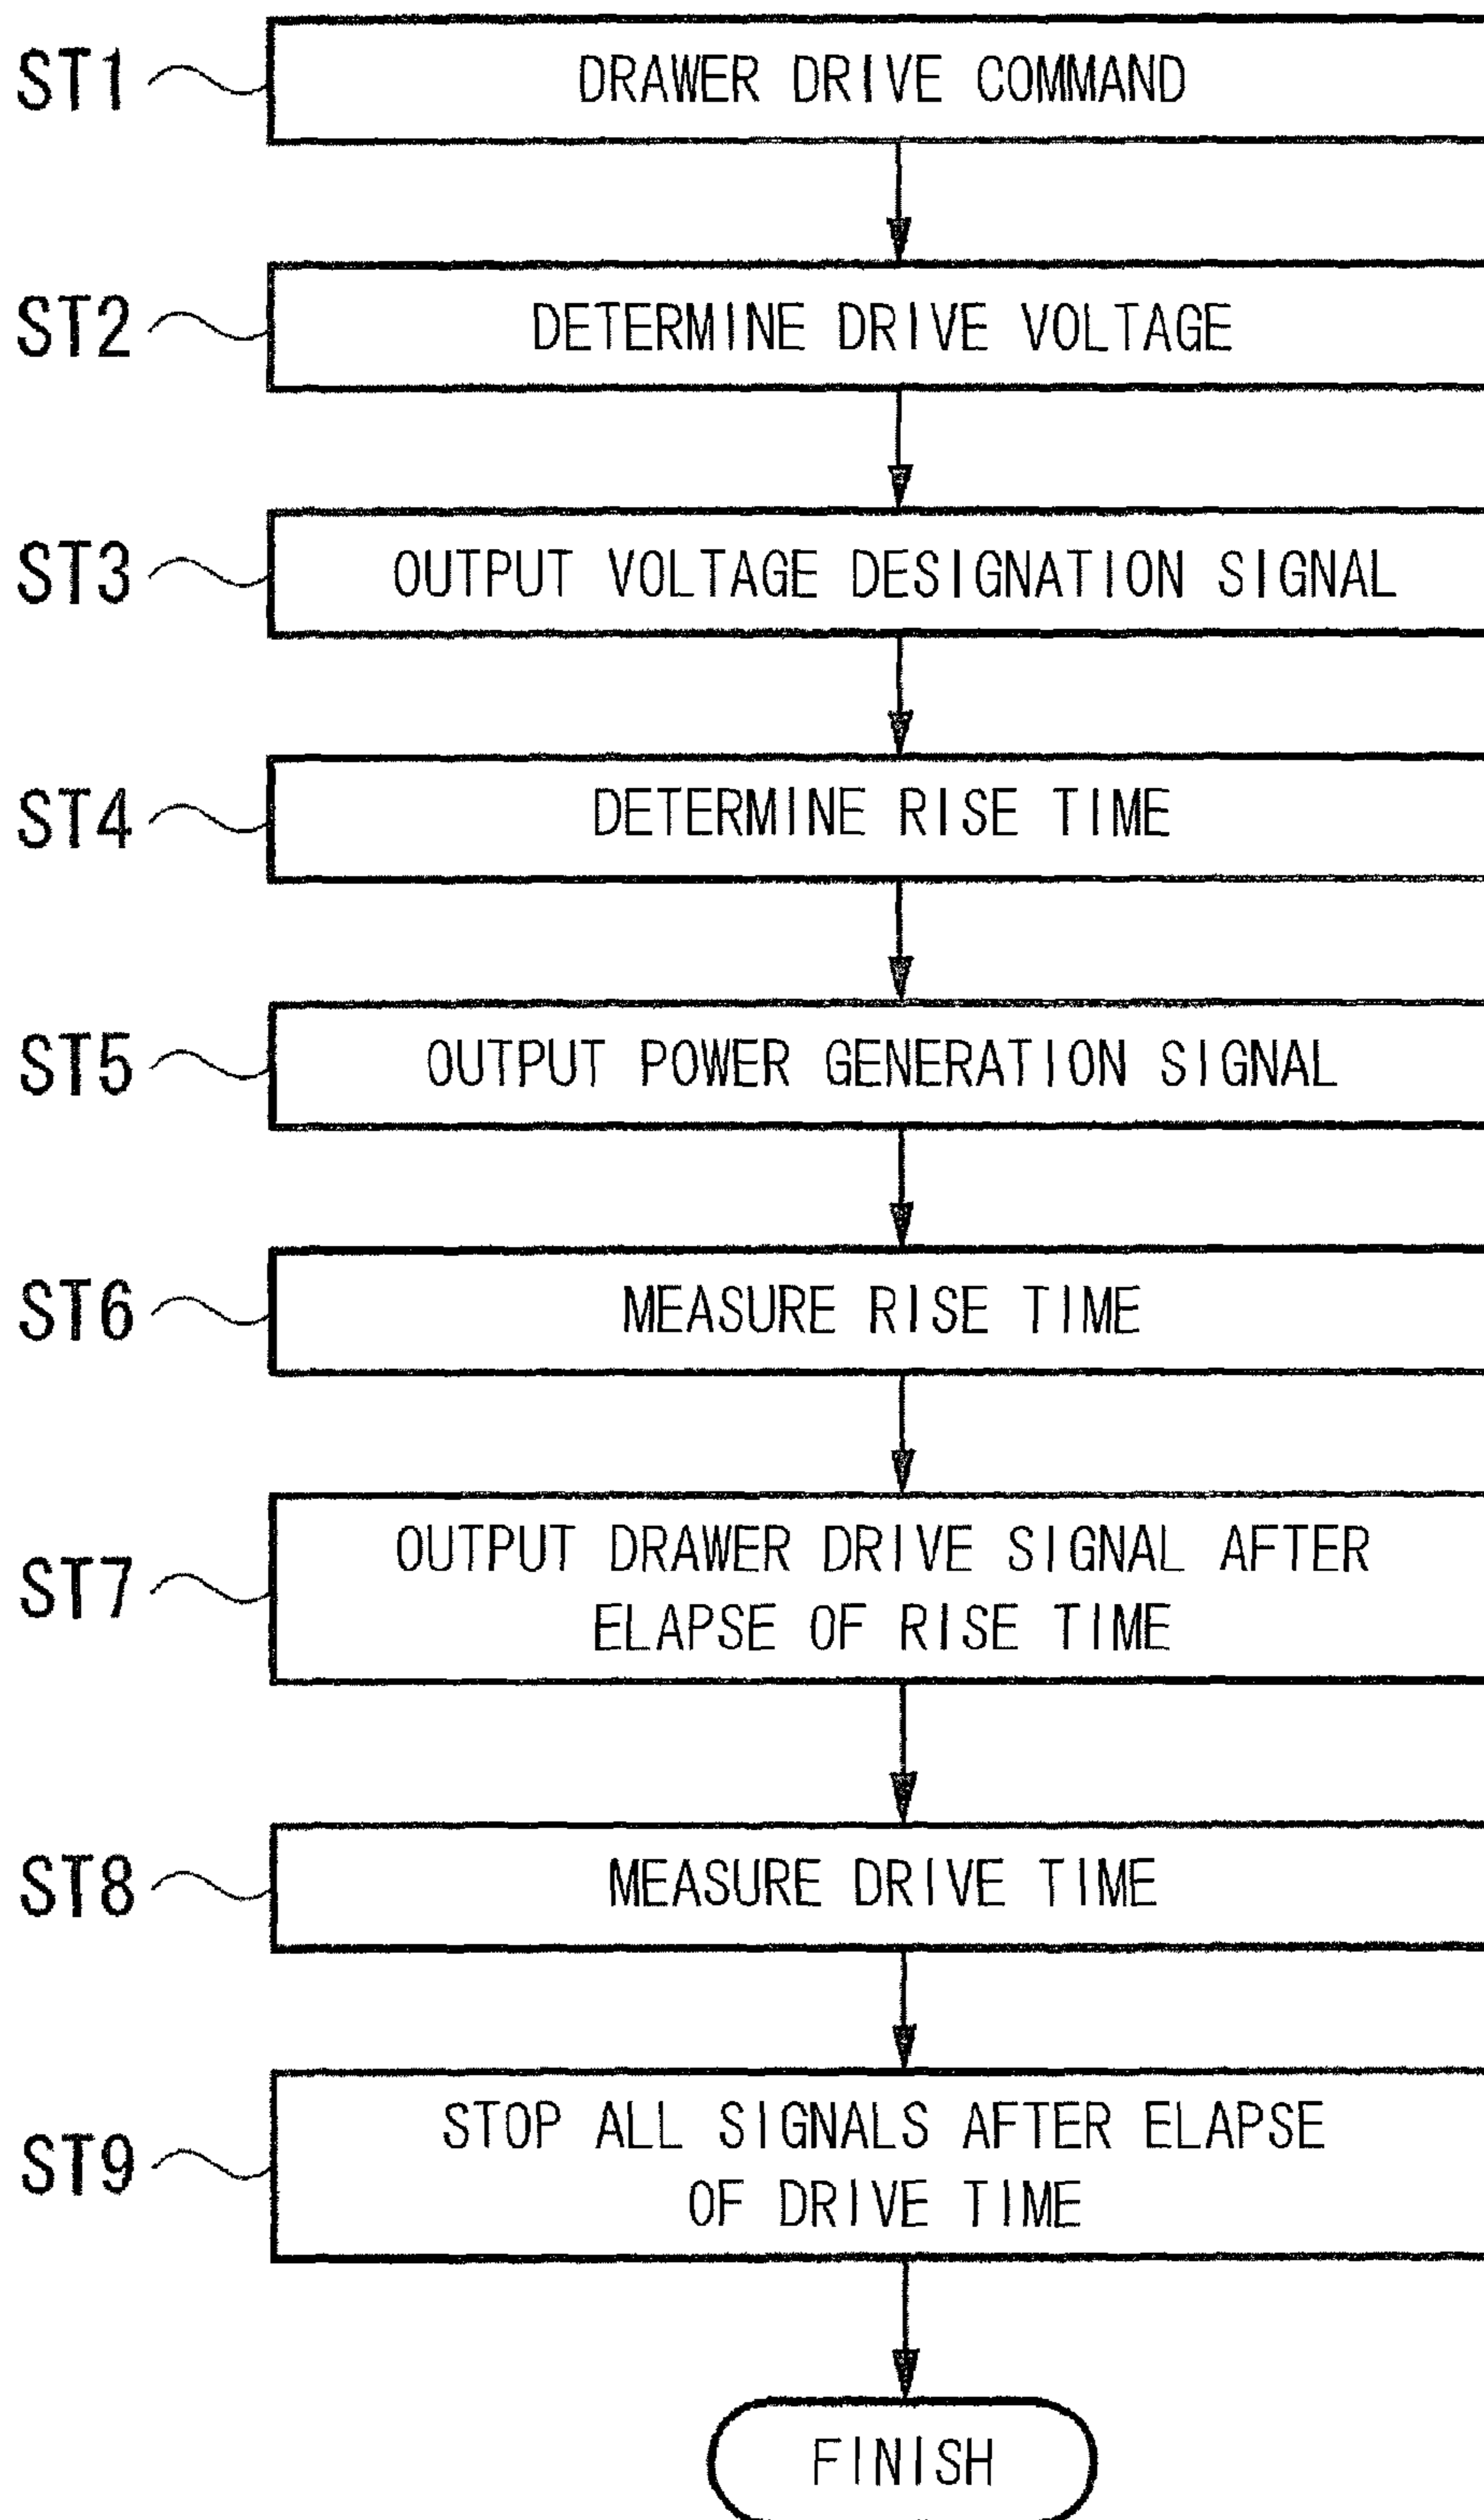 ST1 DRAWER DRIVE COMMAND
ST2 DETERMINE DRIVE VOLTAGE
ST3 OUTPUT VOLTAGE DESIGNATION SIGNAL
ST4 DETERMINE RISE TIME
ST5 OUTPUT POWER GENERATION SIGNAL
ST6 MEASURE RISE TIME
ST7 OUTPUT DRAWER DRIVE SIGNAL AFTER
ELAPSE OF RISE TIME
ST8 MEASURE DRIVE TIME
ST9 STOP ALL SIGNALS AFTER ELAPSE
OF DRIVE TIME
FINISH